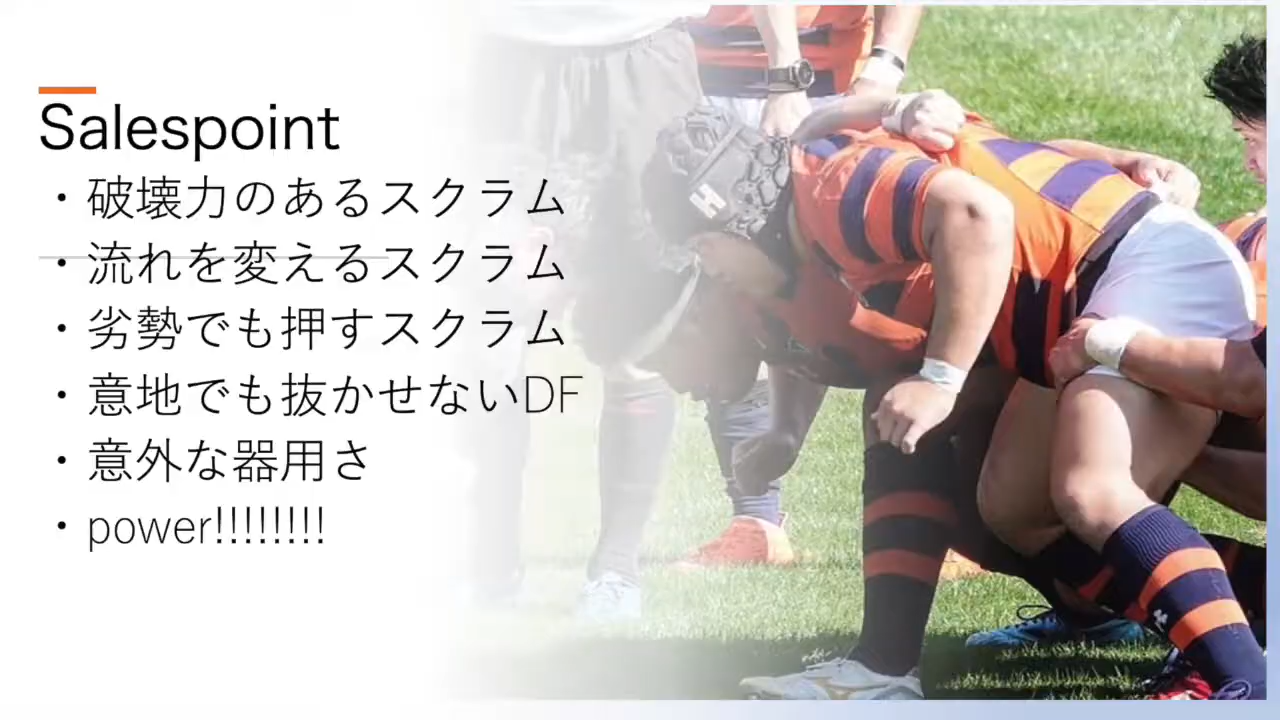 Salespoint
・破壊力のあるスクラム
・流れを変えるスクラム
・劣勢でも押すスクラム
・意地でも抜かせないDF
・意外な器用さ
・power!!!!!!!!